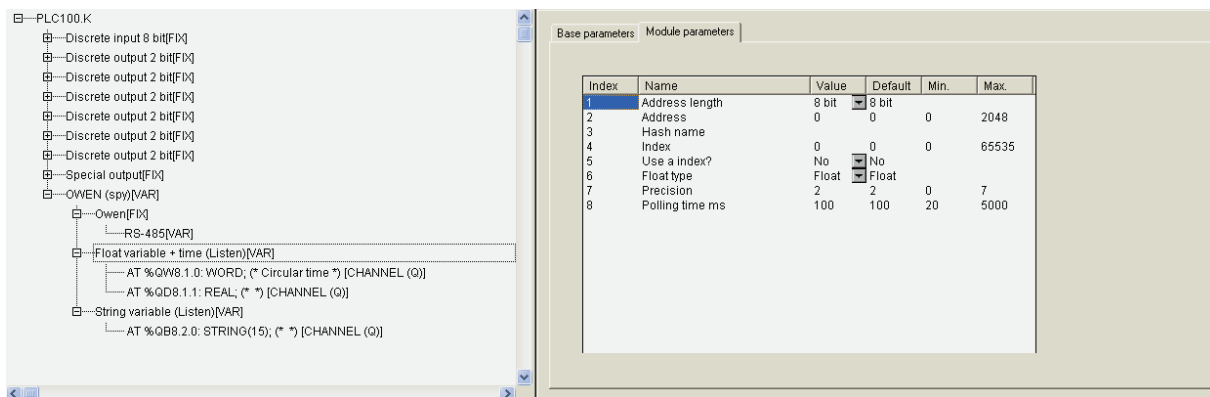 PLC100.K
Discrete input 8 bit[FIX]
Discrete output 2 bit[FIX]
Discrete output 2 bit[FIX]
Discrete output 2 bit[FIX]
Discrete output 2 bit[FIX]
Discrete output 2 bit[FIX]
Discrete output 2 bit[FIX]
Special output[FIX]
OWEN (spy)[VAR]
Owen[FIX]
RS-485[VAR]
Float variable + time (Listen)[VAR]
AT %QW8.1.0: WORD; (* Circular time *) [CHANNEL (Q)]
AT %QD8.1.1: REAL; (* *) [CHANNEL (Q)]
String variable (Listen)[VAR]
AT %QB8.2.0: STRING(15); (* *) [CHANNEL (Q)]
Base parameters Module parameters
Index Name Value Default Min. Max.
1 Address length 8 bit 8 bit
2 Address 0 0 0 2048
3 Hash name
4 Index 0 0 0 65535
5 Use a index? No No
6 Float type Float Float
7 Precision 2 2 0 7
8 Polling time ms 100 100 20 5000